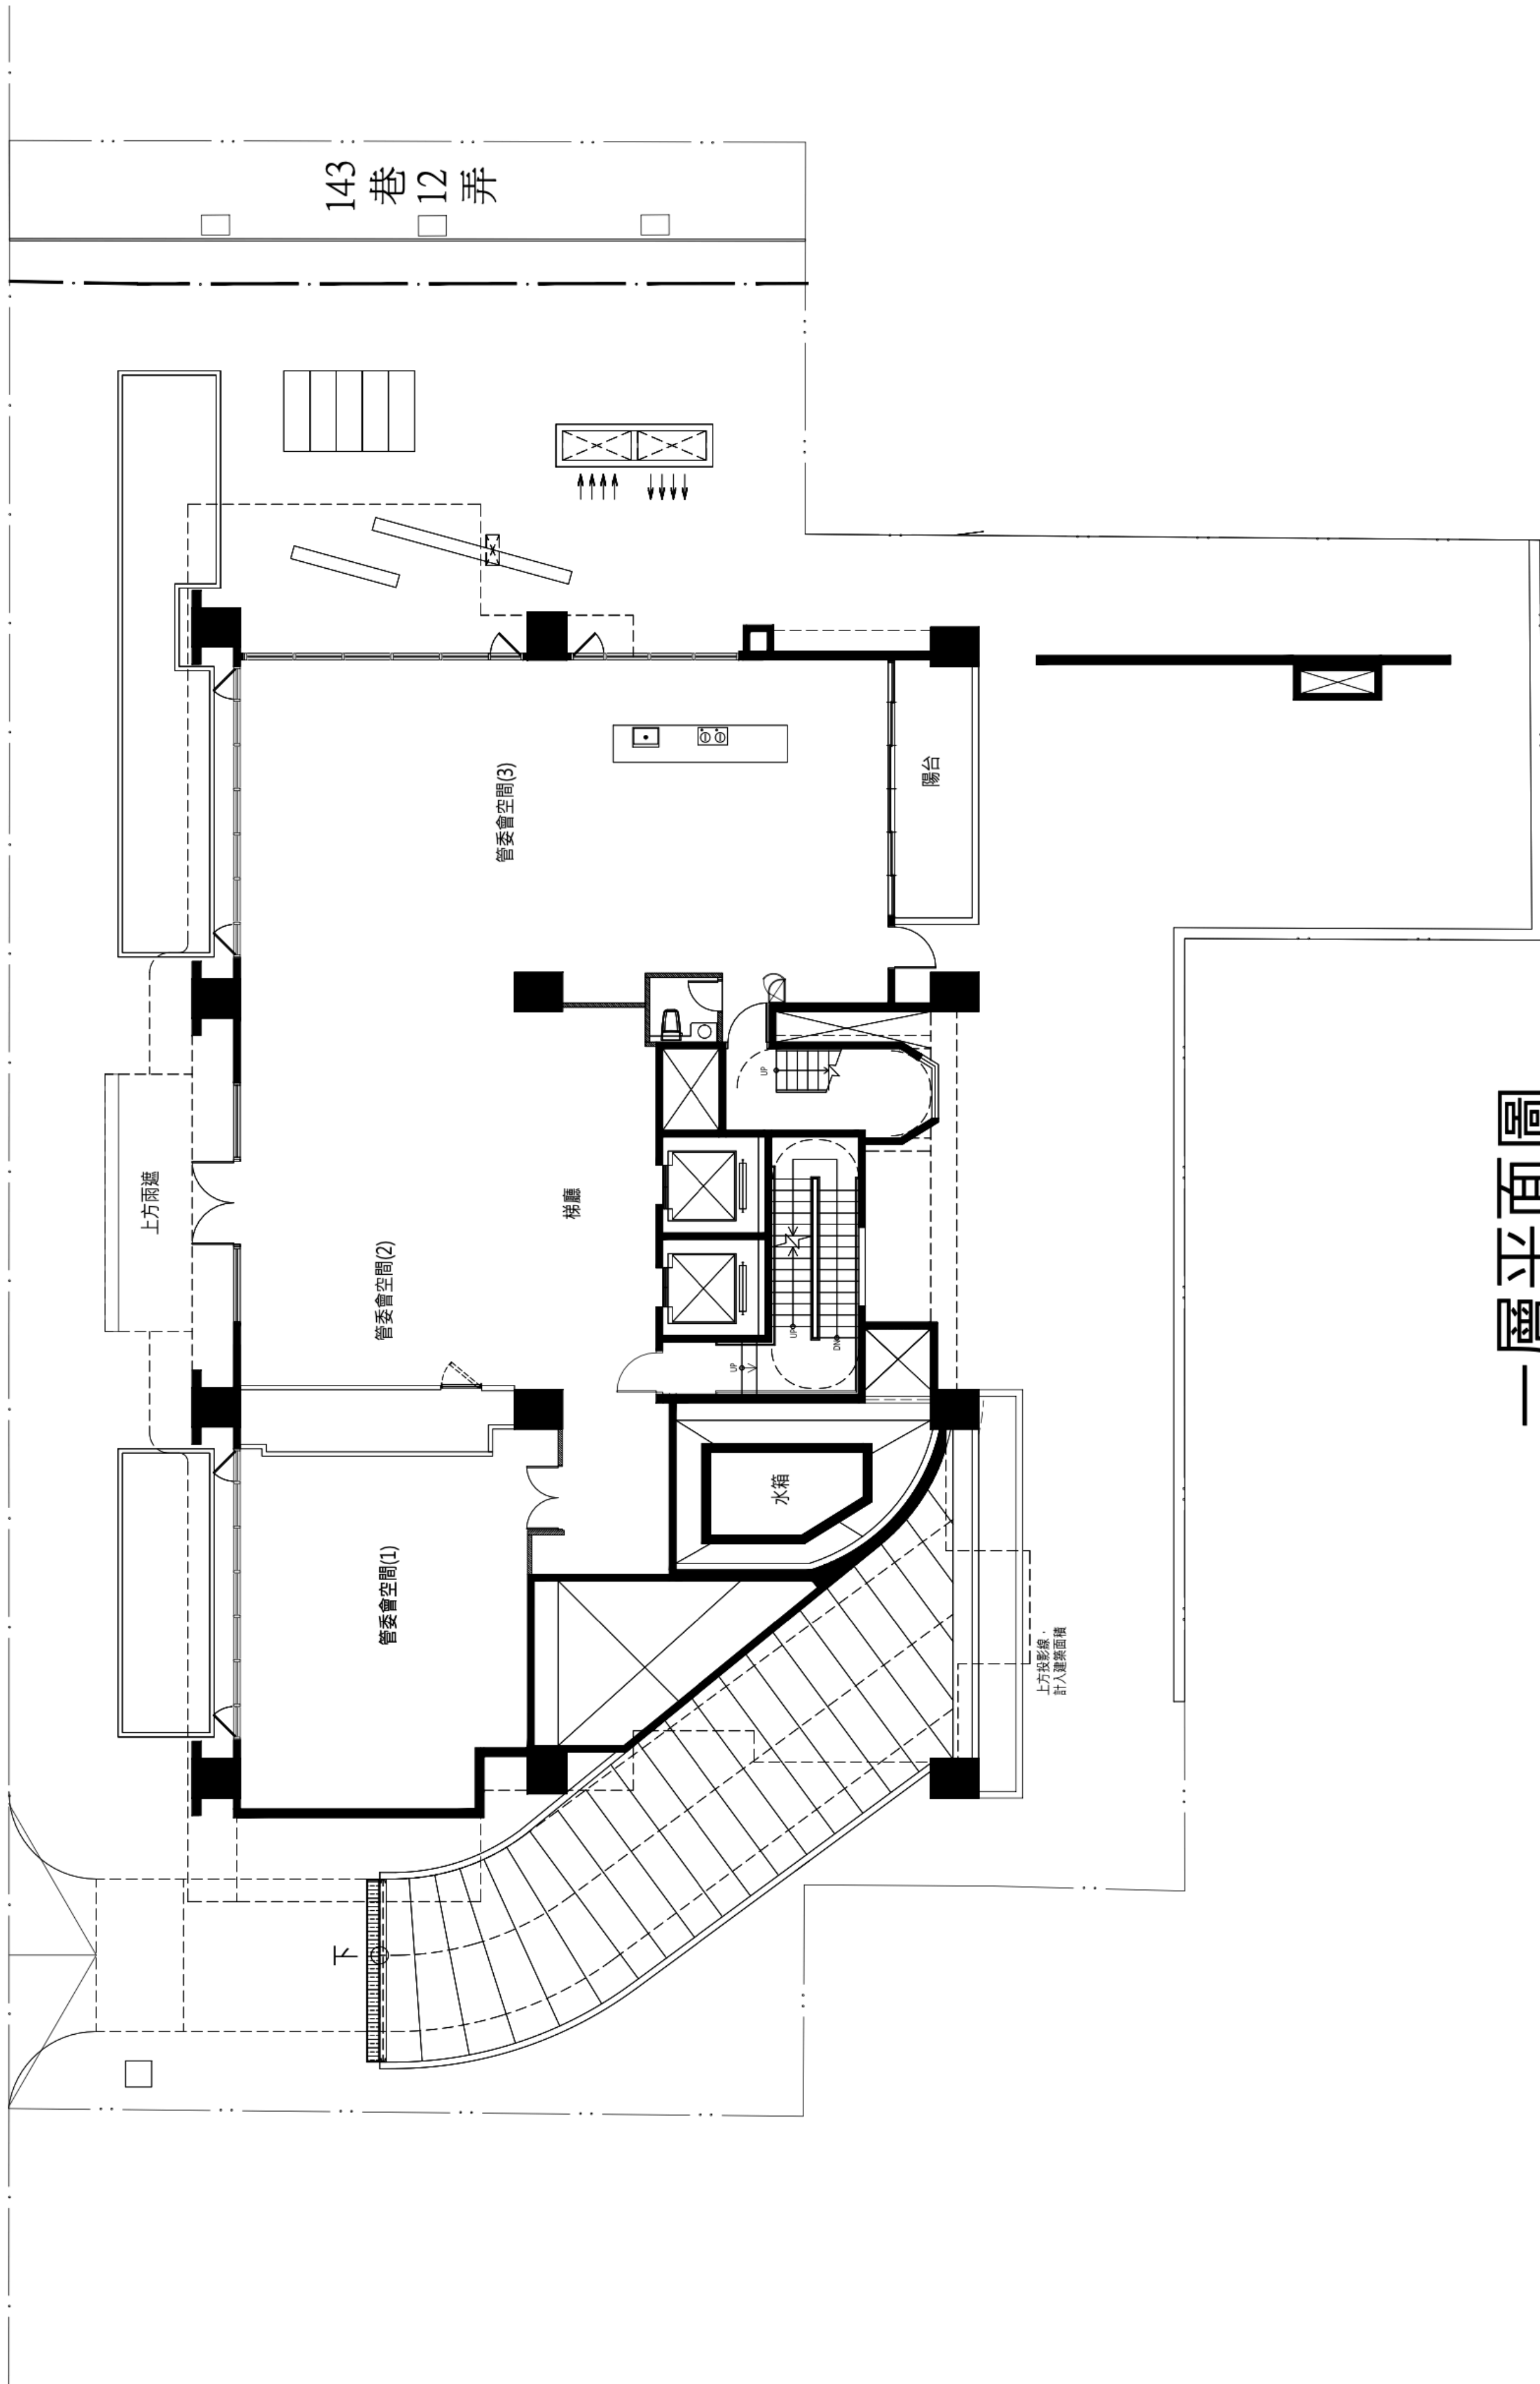 143
巷
12
弄
管委會空間(3)
陽台
上方雨遮
梯廳
管委會空間(2)
UP
UP
DN
UP
水箱
管委會空間(1)
上方投影線，
計入建築面積
下
一層平面圖